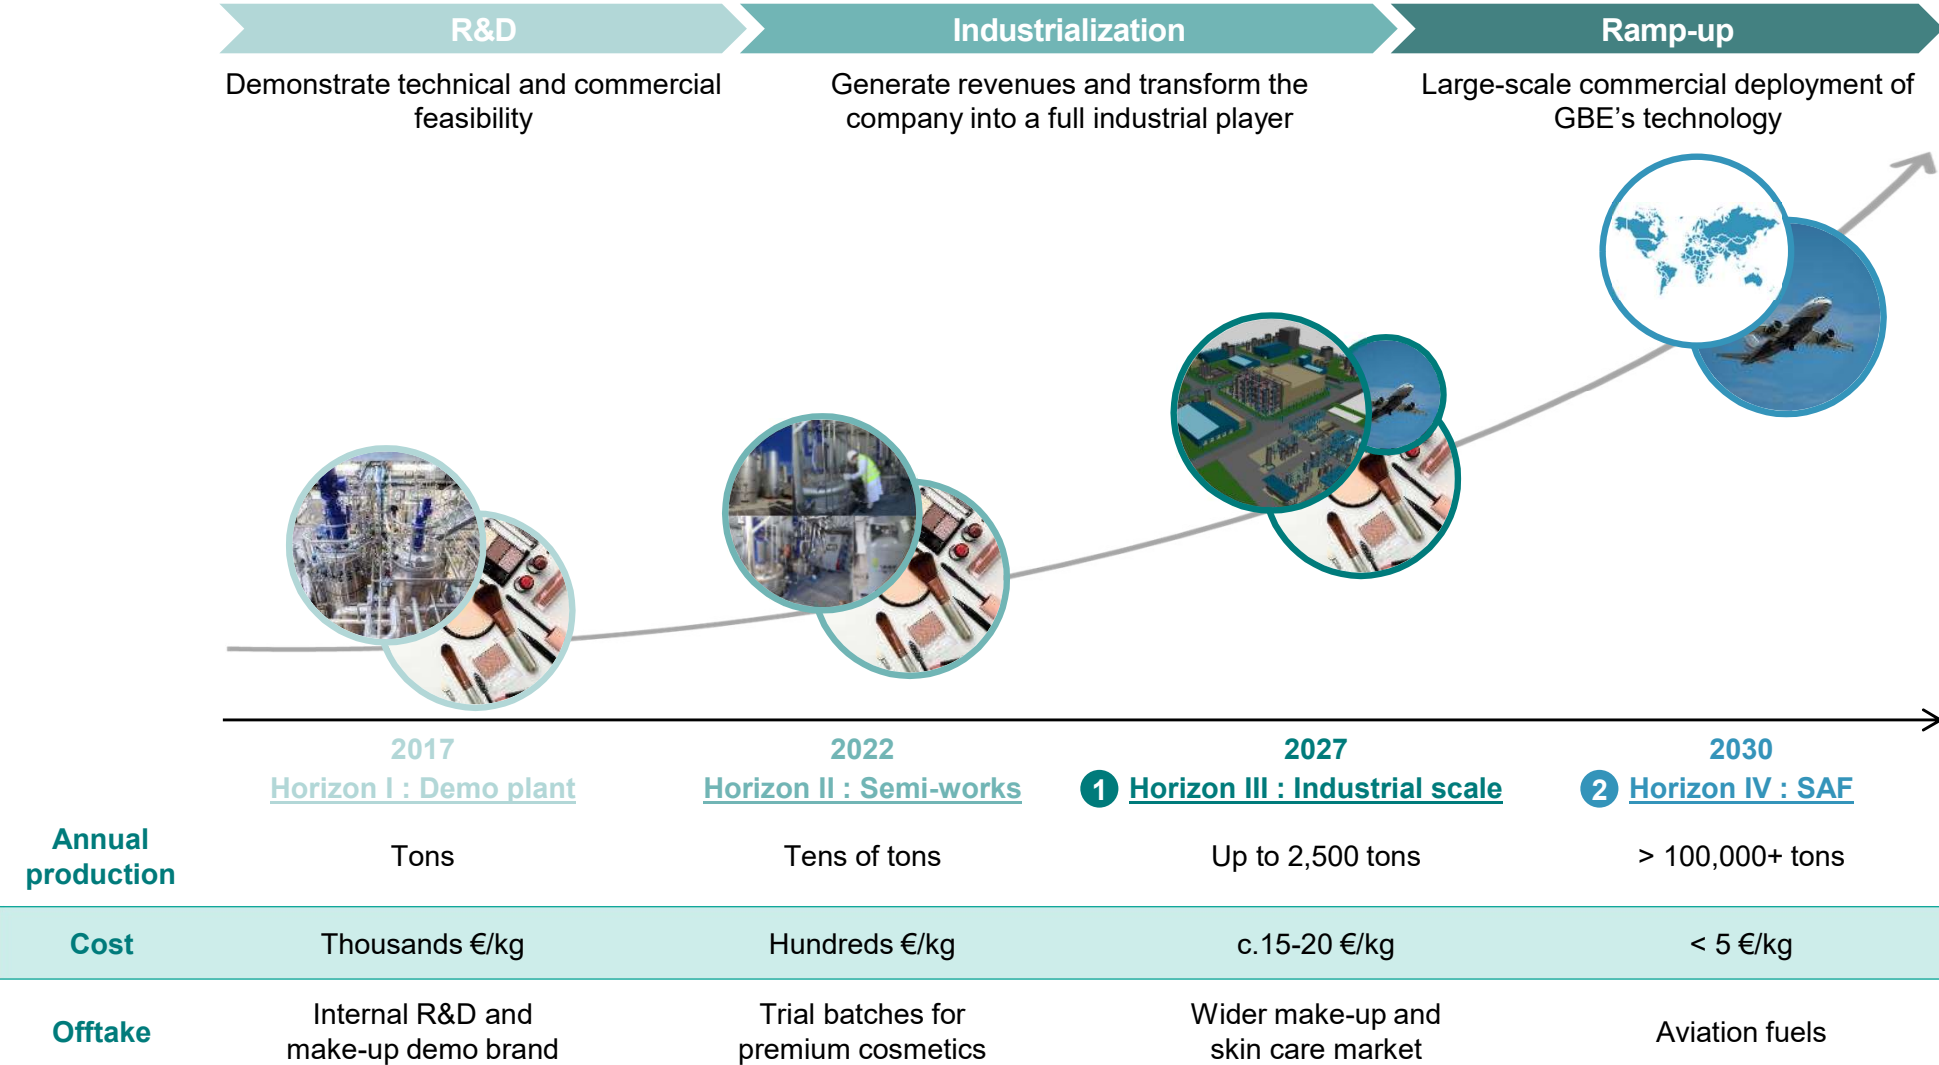 R&D
Industrialization
Ramp-up
Demonstrate technical and commercial
feasibility
Generate revenues and transform the
company into a full industrial player
Large-scale commercial deployment of
GBE’s technology
2017
2022
2027
2030
Horizon I : Demo plant
Horizon II : Semi-works
1 Horizon III : Industrial scale
2 Horizon IV : SAF
Annual
production
Tons
Tens of tons
Up to 2,500 tons
> 100,000+ tons
Cost
Thousands €/kg
Hundreds €/kg
c.15-20 €/kg
< 5 €/kg
Offtake
Internal R&D and
make-up demo brand
Trial batches for
premium cosmetics
Wider make-up and
skin care market
Aviation fuels